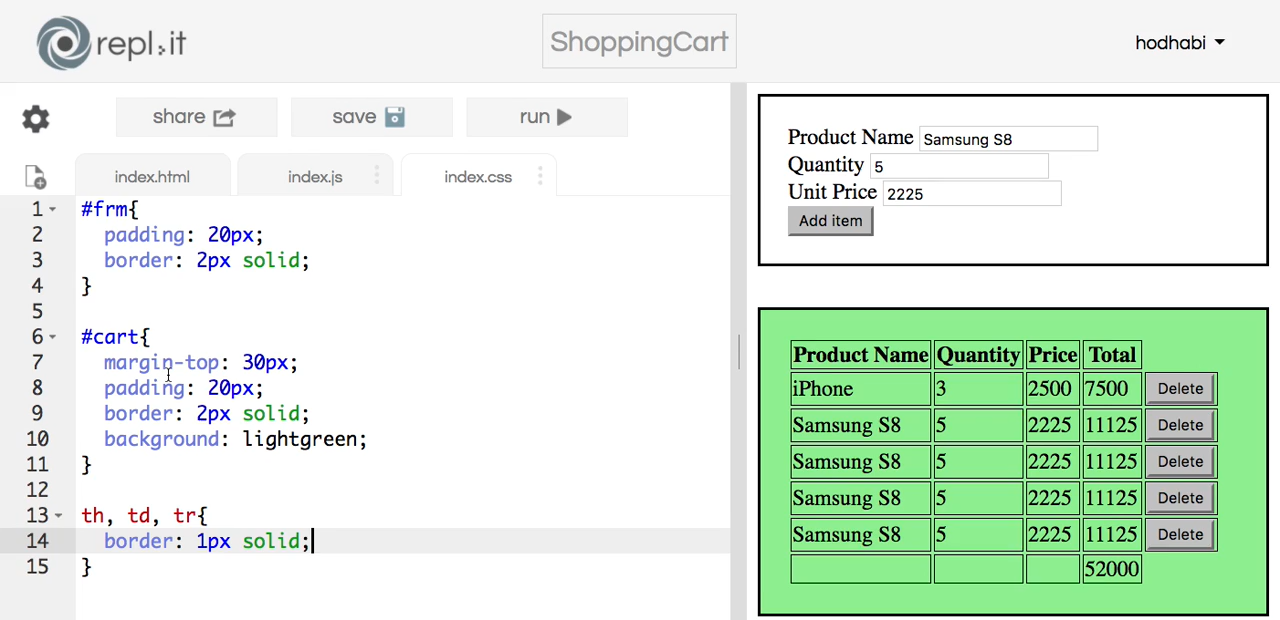 repl.it
ShoppingCart
hodhabi
share
save
run
index.html
index.js
index.css
1 #frm{
2 padding: 20px;
3 border: 2px solid;
4 }
5
6 #cart{
7 margin-top: 30px;
8 padding: 20px;
9 border: 2px solid;
10 background: lightgreen;
11 }
12
13 th, td, tr{
14 border: 1px solid;
15 }
Product Name Samsung S8
Quantity 5
Unit Price 2225
Add item
Product Name Quantity Price Total
iPhone 3 2500 7500 Delete
Samsung S8 5 2225 11125 Delete
Samsung S8 5 2225 11125 Delete
Samsung S8 5 2225 11125 Delete
Samsung S8 5 2225 11125 Delete
52000